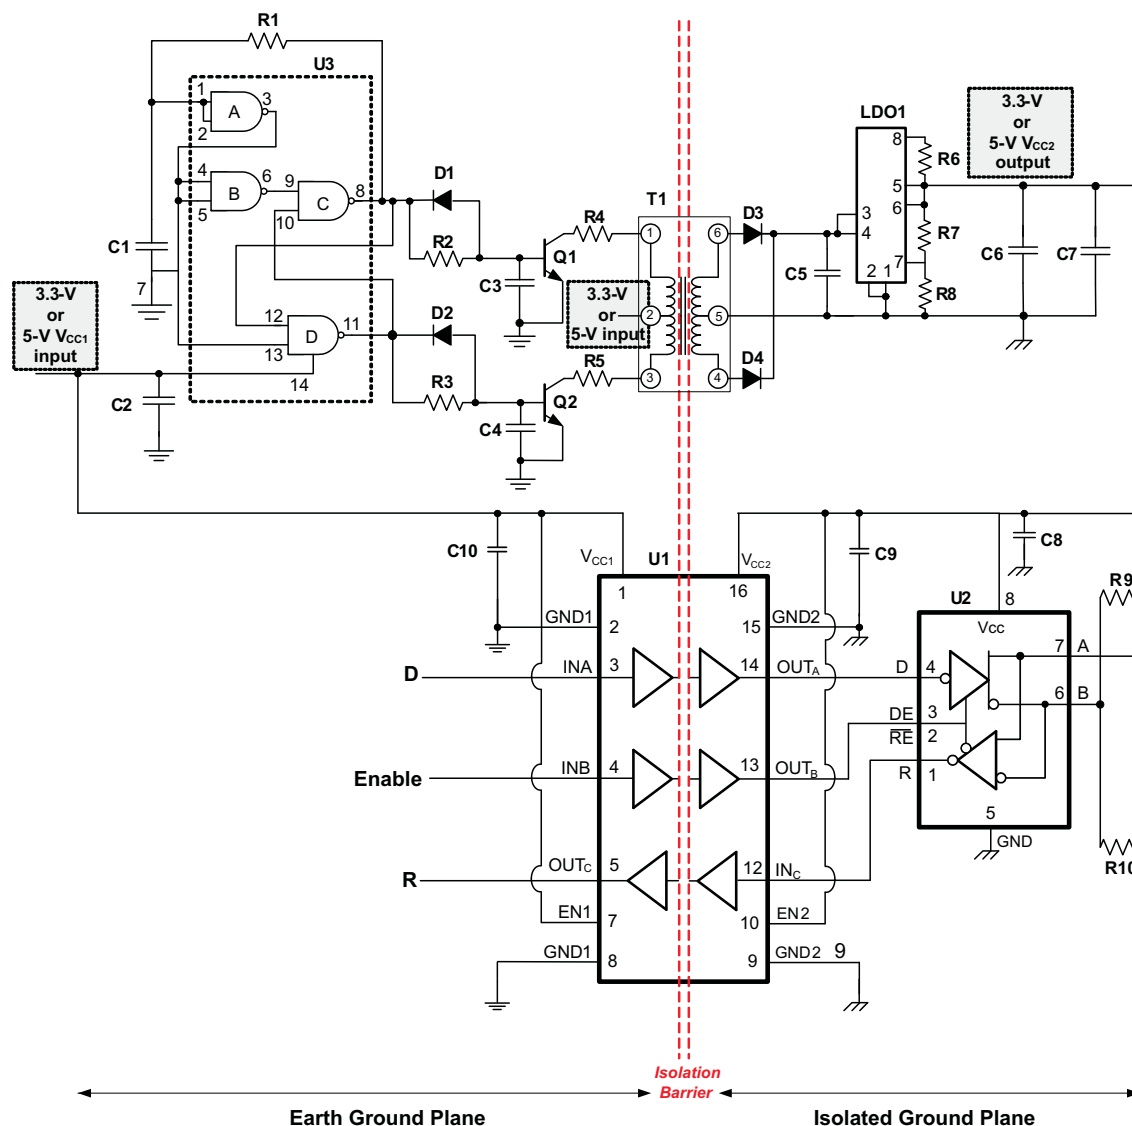 R1
U3
1
3
A
2
4
6
B
5
9
8
C
10
D1
R2
C1
7
3.3-V
or
5-V VCC1
input
12
11
D
13
14
C2
D2
R3
C3
C4
Q1
Q2
R4
R5
3.3-V
or
5-V input
T1
1
2
3
6
5
4
D3
D4
C5
LDO1
8
5
6
3
4
7
2
1
R6
R7
R8
3.3-V
or
5-V VCC2
output
C6
C7
C10
VCC1
U1
VCC2
C9
C8
1
16
GND1
2
15
GND2
D
INA
3
14
OUTA
Enable
INB
4
13
OUTB
R
OUTC
5
12
INC
EN1
7
10
EN2
GND1
8
9
GND2
9
U2
8
VCC
D
4
7
A
6
B
DE
3
RE
2
R
1
5
GND
R9
R10
Isolation
Barrier
Earth Ground Plane
Isolated Ground Plane